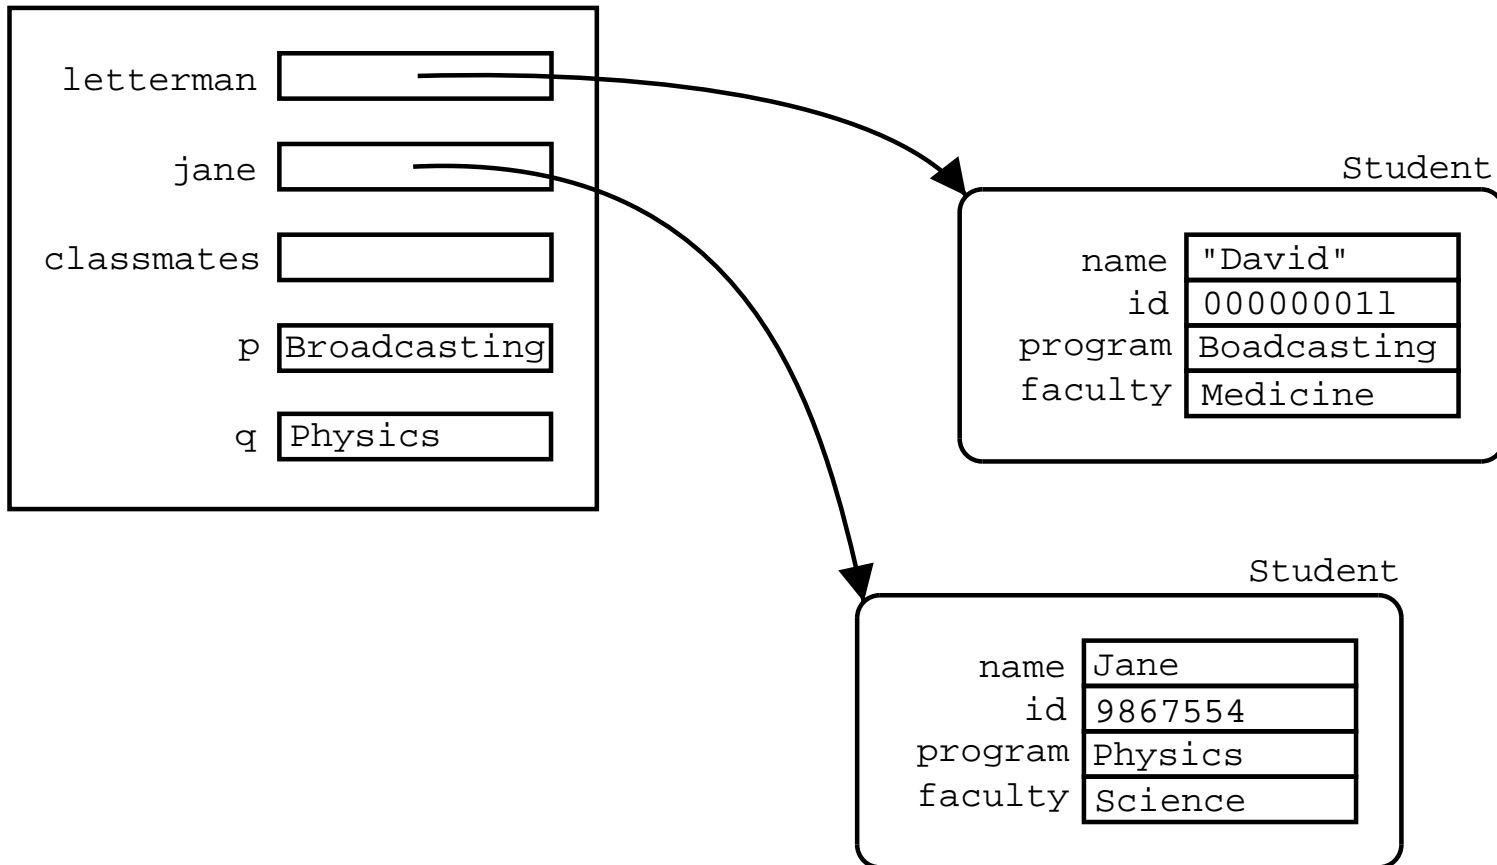 letterman
jane
classmates
p Broadcasting
q Physics
Student
name "David"
id 00000001l
program Boadcasting
faculty Medicine
Student
name Jane
id 9867554
program Physics
faculty Science